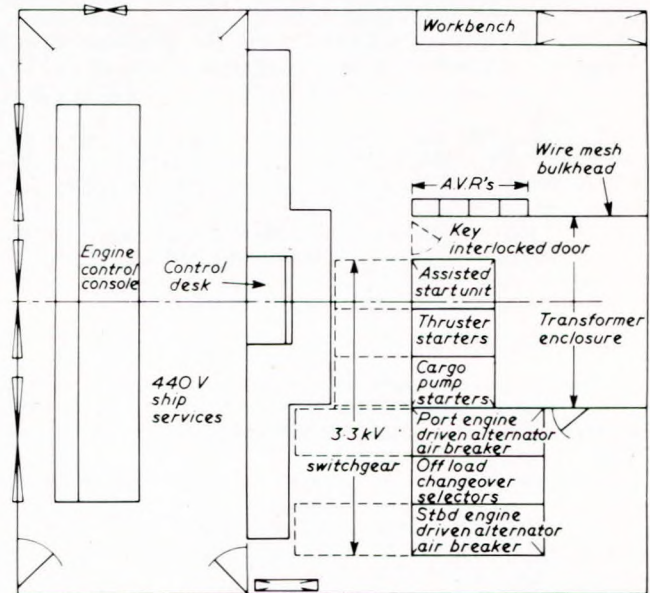 Workbench
Wire mesh
bulkhead
A.V.R's
Key
interlocked door
Engine
control
console
Control
desk
Assisted
start unit
Thruster
starters
Transformer
enclosure
Cargo
pump
starters
440 V
ship
services
3·3 kV
switchgear
Port engine
driven alternator
air breaker
Off load
changeover
selectors
Stbd engine
driven alternator
air breaker